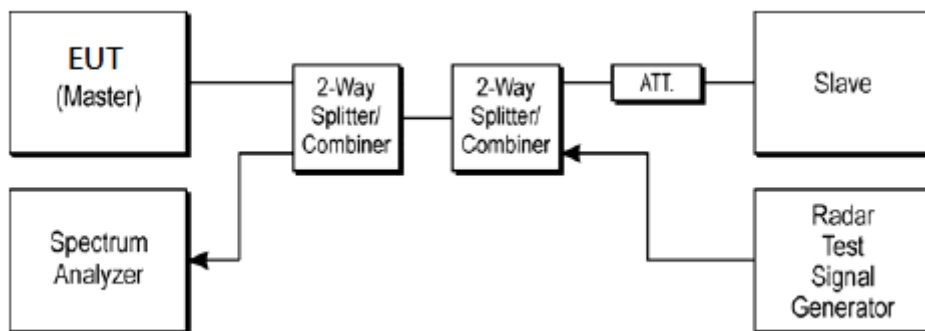 EUT
(Master)
2-Way
Splitter/
Combiner
2-Way
Splitter/
Combiner
ATT.
Slave
Spectrum
Analyzer
Radar
Test
Signal
Generator